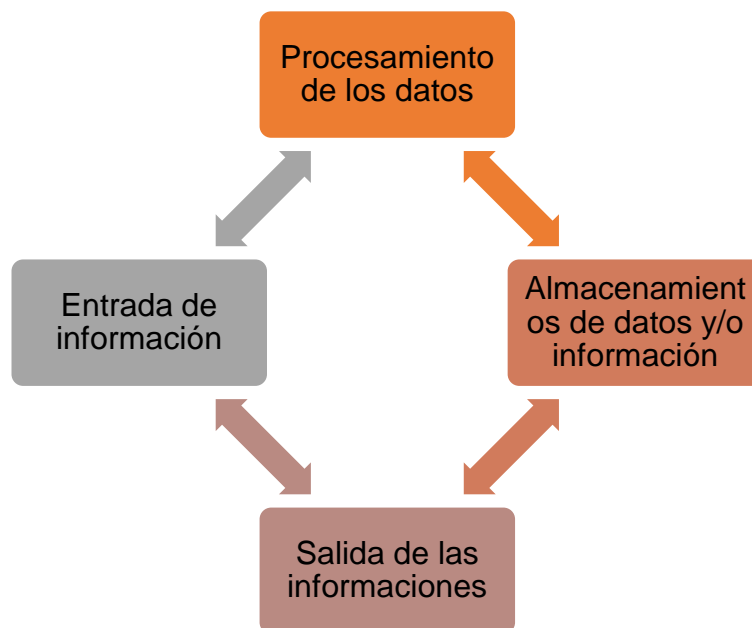 Procesamiento
de los datos
Entrada de
información
Almacenamient
os de datos y/o
información
Salida de las
informaciones